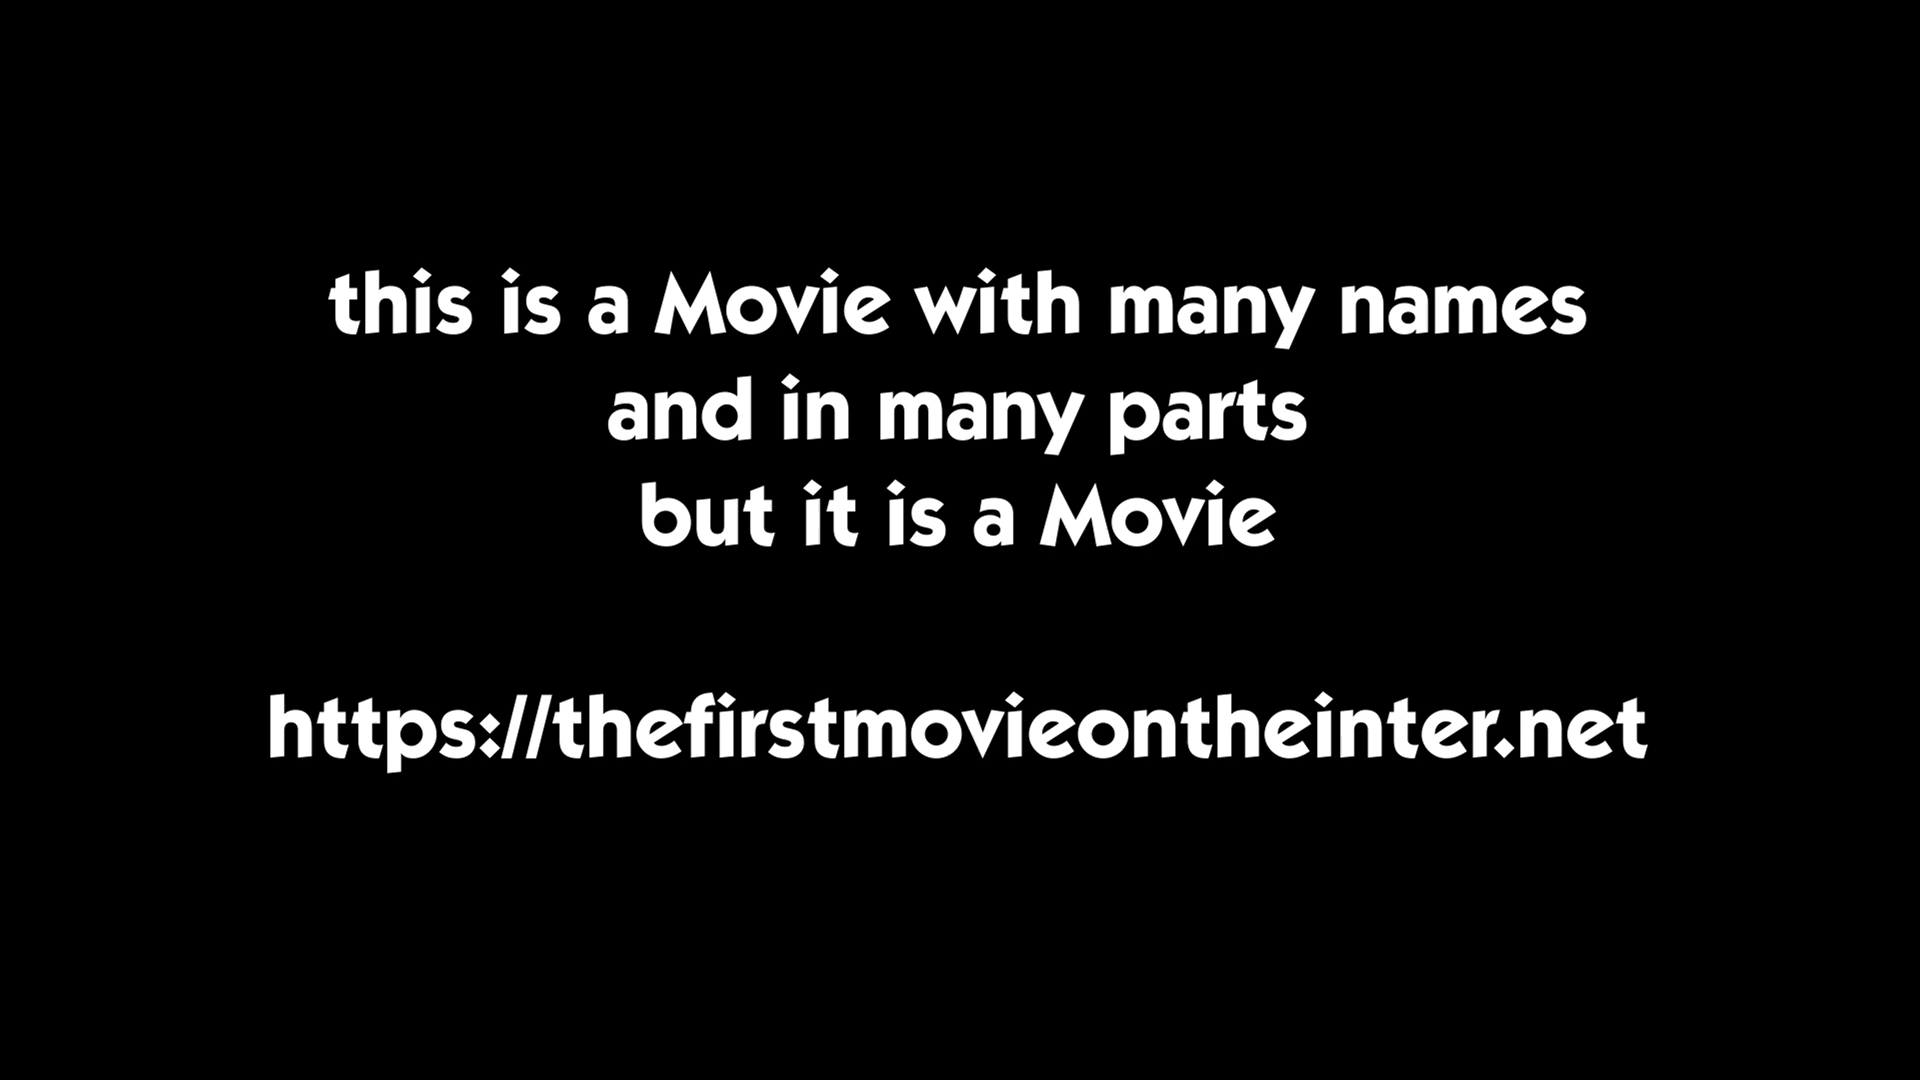 this is a Movie with many names
and in many parts
but it is a Movie
https://thefirstmovieontheinter.net